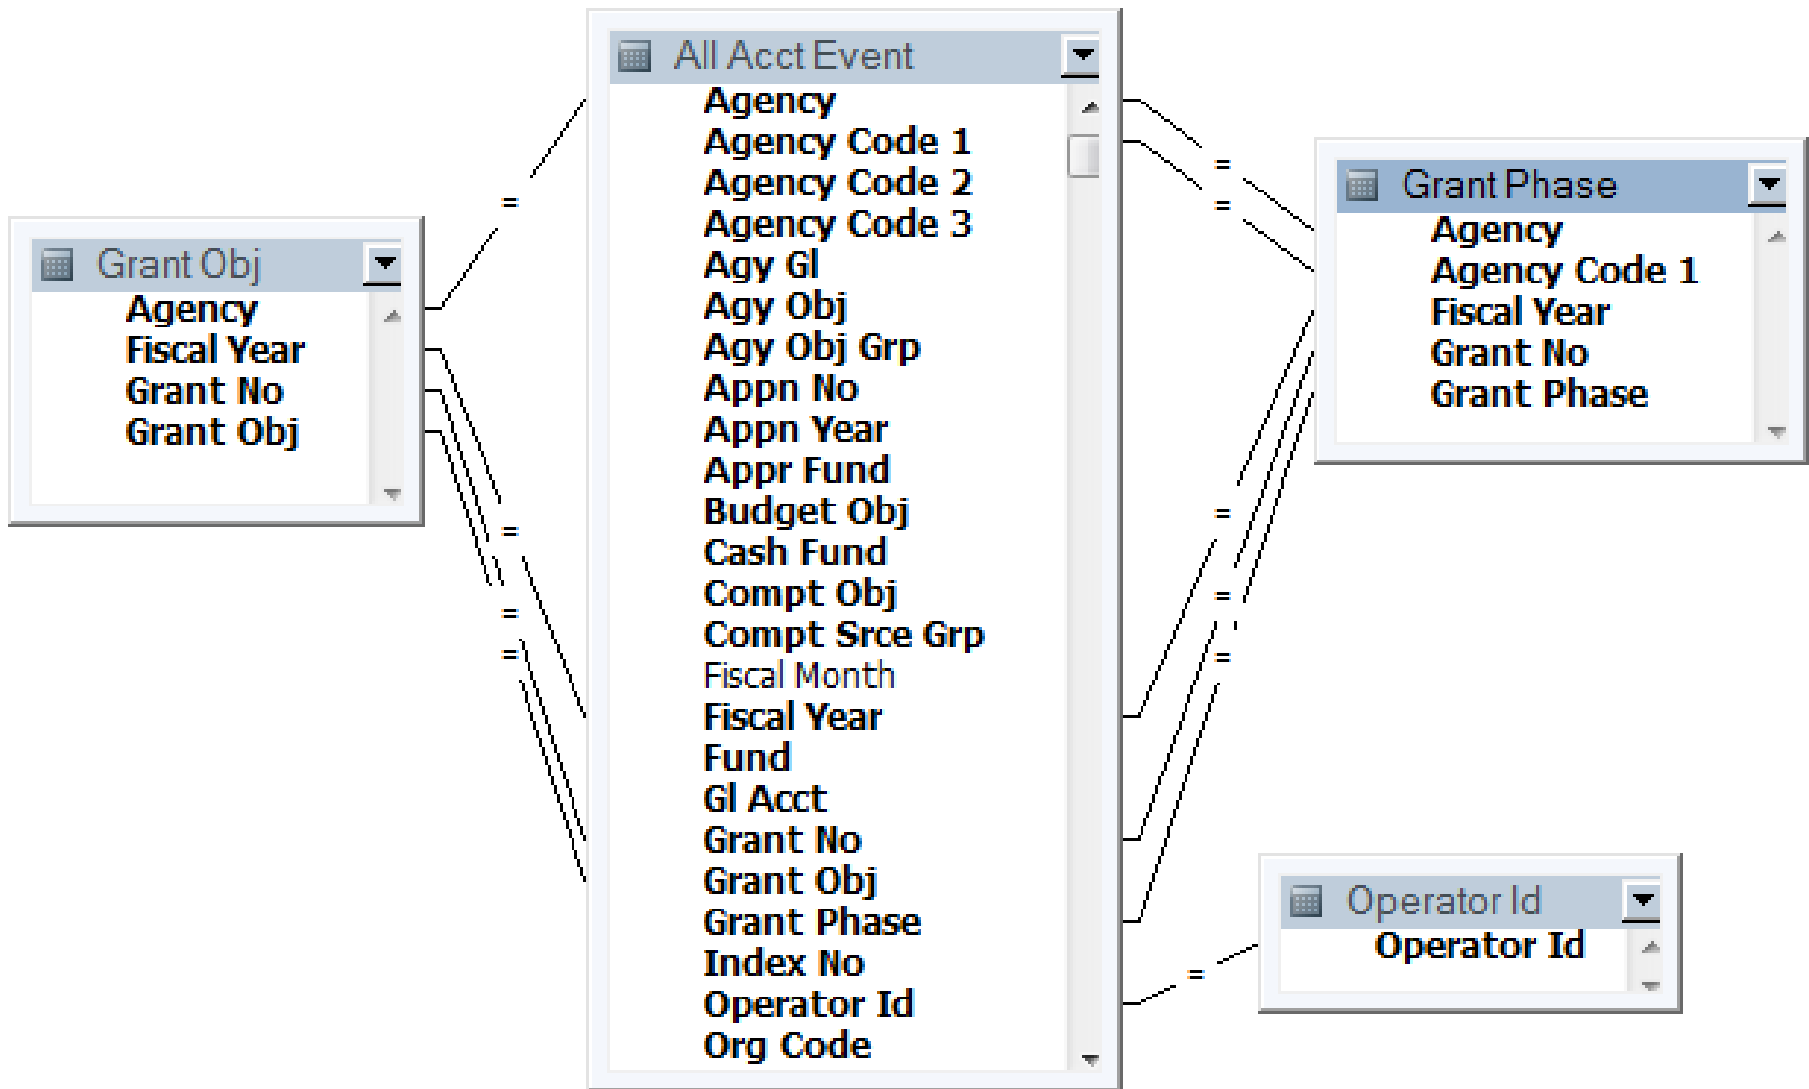 Grant Obj
Agency
Fiscal Year
Grant No
Grant Obj
All Acct Event
Agency
Agency Code 1
Agency Code 2
Agency Code 3
Agy Gl
Agy Obj
Agy Obj Grp
Appn No
Appn Year
Appr Fund
Budget Obj
Cash Fund
Compt Obj
Compt Srce Grp
Fiscal Month
Fiscal Year
Fund
Gl Acct
Grant No
Grant Obj
Grant Phase
Index No
Operator Id
Org Code
Grant Phase
Agency
Agency Code 1
Fiscal Year
Grant No
Grant Phase
Operator Id
Operator Id
=
=
=
=
=
=
=
=
=
=